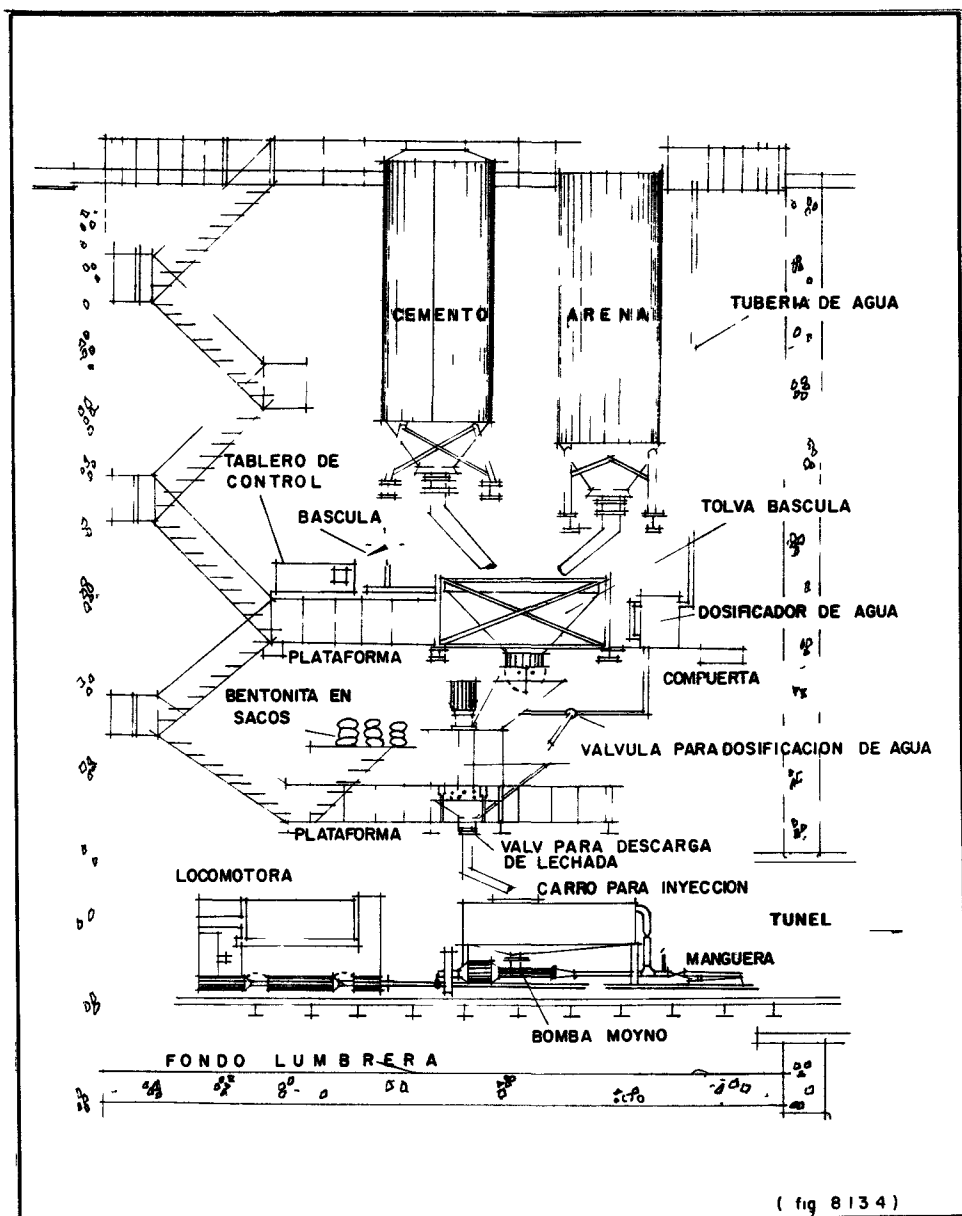 CEMENTO
ARENA
TUBERIA DE AGUA
TABLERO DE
CONTROL
BASCULA
TOLVA BASCULA
DOSIFICADOR DE AGUA
PLATAFORMA
COMPUERTA
BENTONITA EN
SACOS
VALVULA PARA DOSIFICACION DE AGUA
PLATAFORMA
VALV PARA DESCARGA
DE LECHADA
LOCOMOTORA
CARRO PARA INYECCION
TUNEL
MANGUERA
BOMBA MOYNO
FONDO LUMBRERA
( fig 8134)